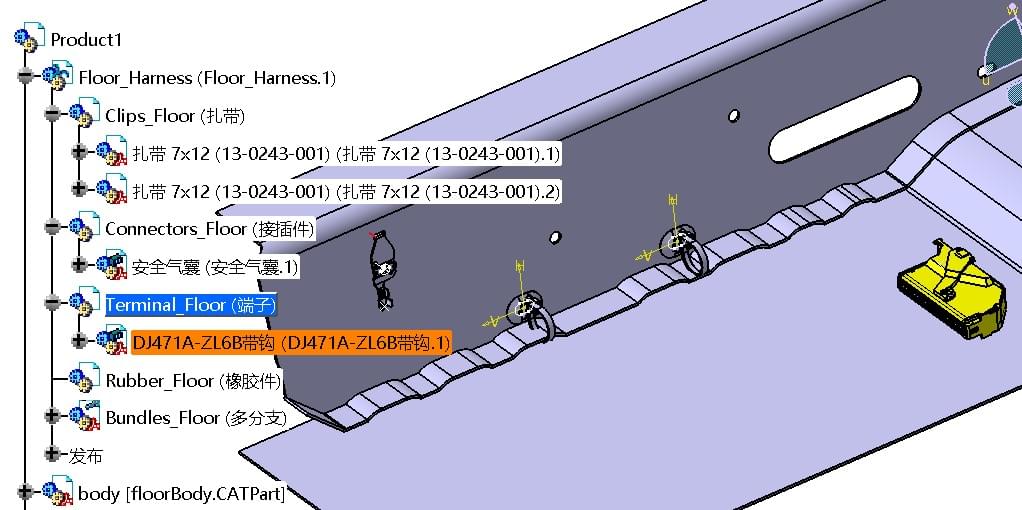 Product1
Floor_Harness (Floor_Harness.1)
Clips_Floor (扎带)
扎带 7x12 (13-0243-001) (扎带 7x12 (13-0243-001).1)
扎带 7x12 (13-0243-001) (扎带 7x12 (13-0243-001).2)
Connectors_Floor (接插件)
安全气囊 (安全气囊.1)
Terminal_Floor (端子)
DJ471A-ZL6B带钩 (DJ471A-ZL6B带钩.1)
Rubber_Floor (橡胶件)
Bundles_Floor (多分支)
发布
body [floorBody.CATPart]